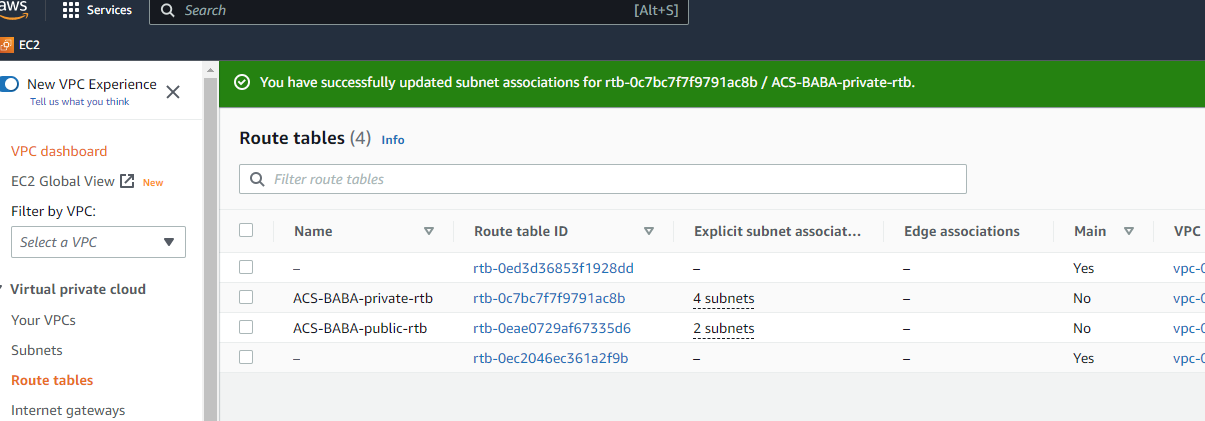 aws Services Search [Alt+S]
EC2
New VPC Experience
Tell us what you think
You have successfully updated subnet associations for rtb-0c7bc7f7f9791ac8b / ACS-BABA-private-rtb.
VPC dashboard
EC2 Global View New
Filter by VPC:
Select a VPC
Virtual private cloud
Your VPCs
Subnets
Route tables
Internet gateways
Route tables (4) Info
Filter route tables
Name Route table ID Explicit subnet associat... Edge associations Main VPC
– rtb-0ed3d36853f1928dd – – Yes vpc-0
ACS-BABA-private-rtb rtb-0c7bc7f7f9791ac8b 4 subnets – No vpc-0
ACS-BABA-public-rtb rtb-0eae0729af67335d6 2 subnets – No vpc-0
– rtb-0ec2046ec361a2f9b – – Yes vpc-0